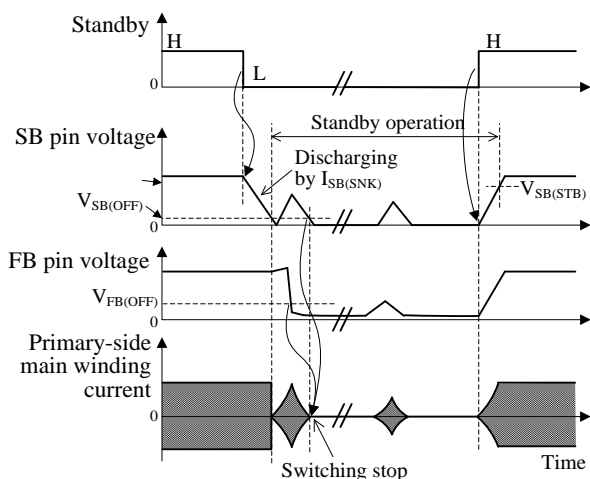 Standby
H
H
L
0
Standby operation
SB pin voltage
Discharging
by I_SB(SNK)
V_SB(STB)
V_SB(OFF)
0
FB pin voltage
V_FB(OFF)
0
Primary-side
main winding
current
0
Time
Switching stop